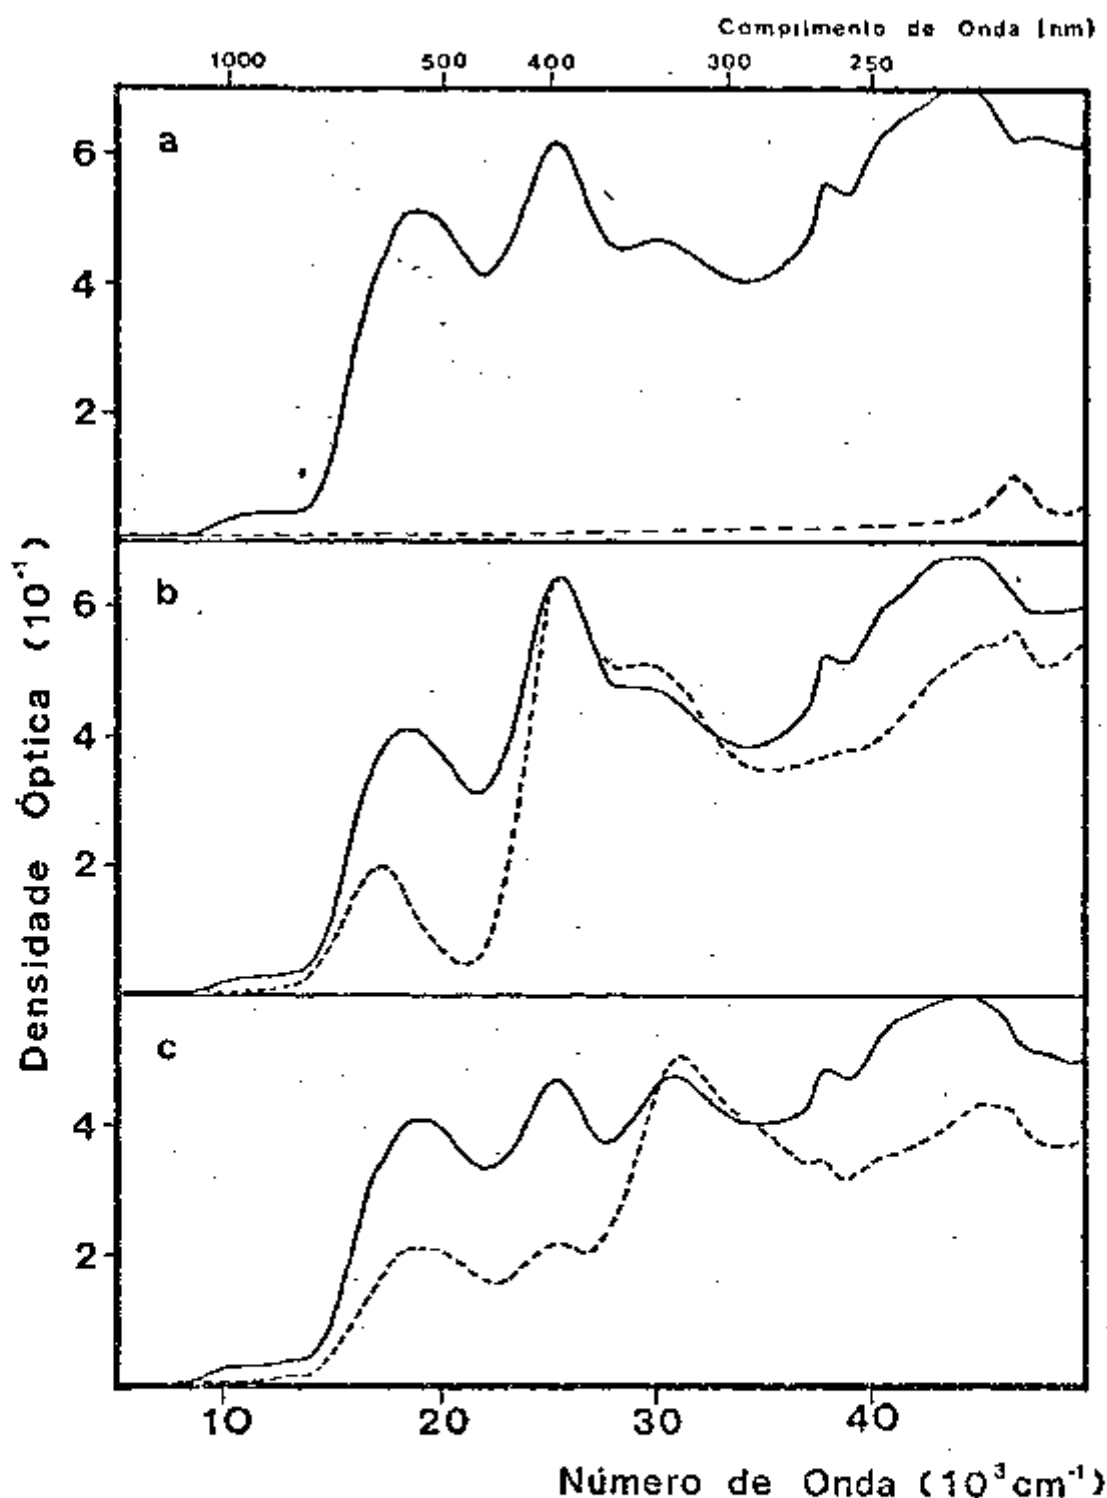 Comprimento de Onda (nm)
1000 500 400 300 250
a
6
4
2
b
6
4
2
c
4
2
Densidade Óptica (10⁻¹)
10 20 30 40
Número de Onda (10³cm⁻¹)